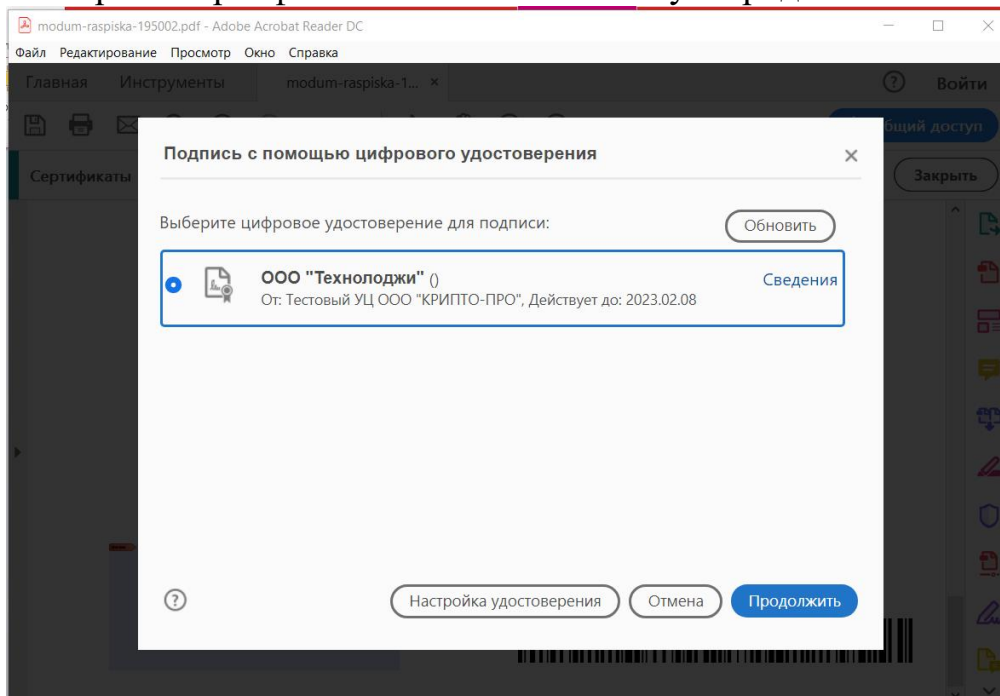 modum-raspiska-195002.pdf - Adobe Acrobat Reader DC
Файл Редактирование Просмотр Окно Справка
Главная Инструменты modum-raspiska-1... × ? Войти
бщий доступ
Подпись с помощью цифрового удостоверения
Сертификаты Закрыть
Выберите цифровое удостоверение для подписи: Обновить
ООО "Технолоджи" () Сведения
От: Тестовый УЦ ООО "КРИПТО-ПРО", Действует до: 2023.02.08
? Настройка удостоверения Отмена Продолжить